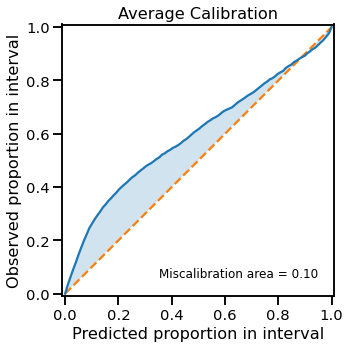 Average Calibration
Observed proportion in interval
1.0
0.8
0.6
0.4
0.2
0.0
Miscalibration area = 0.10
0.0 0.2 0.4 0.6 0.8 1.0
Predicted proportion in interval